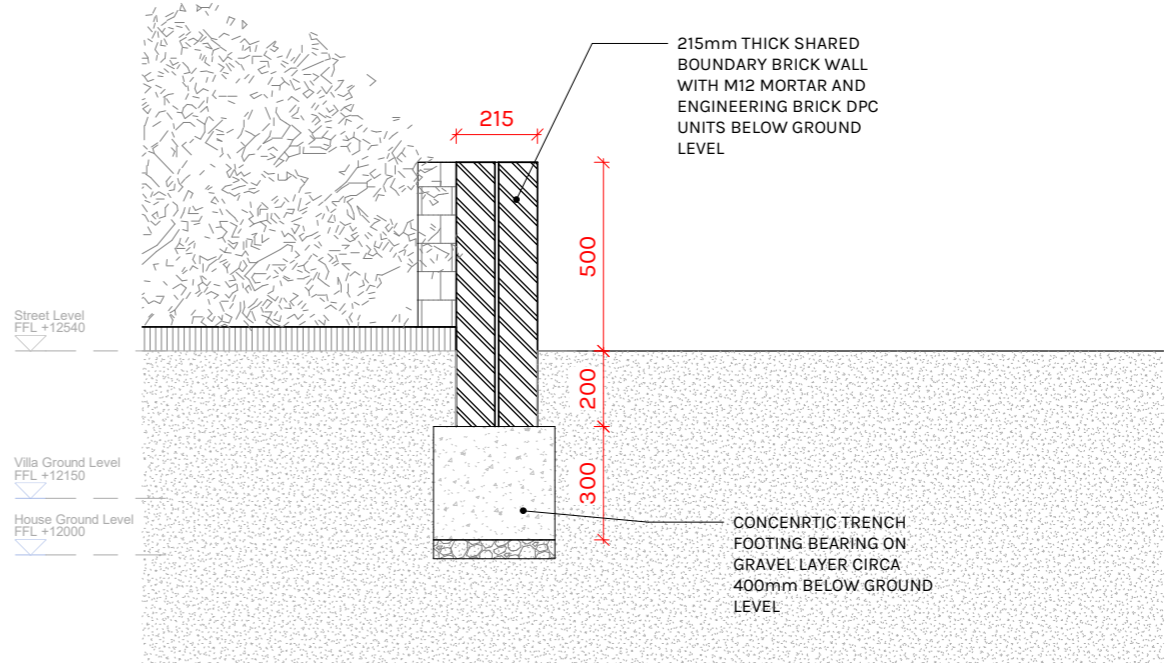 215mm THICK SHARED
BOUNDARY BRICK WALL
WITH M12 MORTAR AND
ENGINEERING BRICK DPC
UNITS BELOW GROUND
LEVEL
215
500
Street Level
FFL +12540
200
Villa Ground Level
FFL +12150
300
House Ground Level
FFL +12000
CONCENRTIC TRENCH
FOOTING BEARING ON
GRAVEL LAYER CIRCA
400mm BELOW GROUND
LEVEL